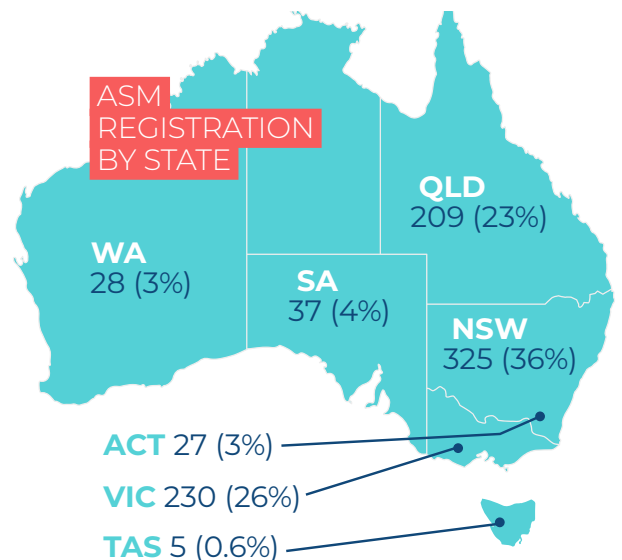 ASM
REGISTRATION
BY STATE
QLD
209 (23%)
WA
28 (3%)
SA
37 (4%)
NSW
325 (36%)
ACT 27 (3%)
VIC 230 (26%)
TAS 5 (0.6%)